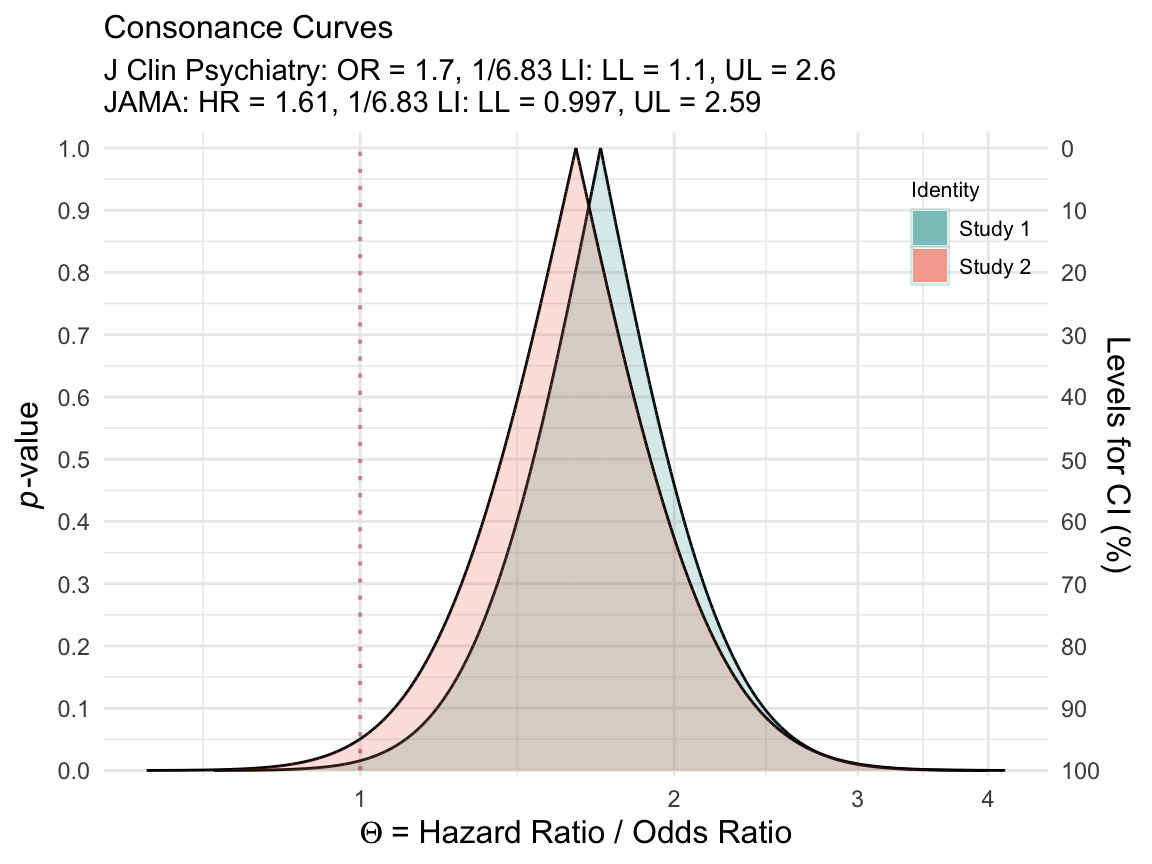 Consonance Curves
J Clin Psychiatry: OR = 1.7, 1/6.83 LI: LL = 1.1, UL = 2.6
JAMA: HR = 1.61, 1/6.83 LI: LL = 0.997, UL = 2.59
1.0
0.9
0.8
0.7
0.6
0.5
0.4
0.3
0.2
0.1
0.0
p-value
Identity
Study 1
Study 2
0
10
20
30
40
50
60
70
80
90
100
Levels for CI (%)
1 2 3 4
Θ = Hazard Ratio / Odds Ratio